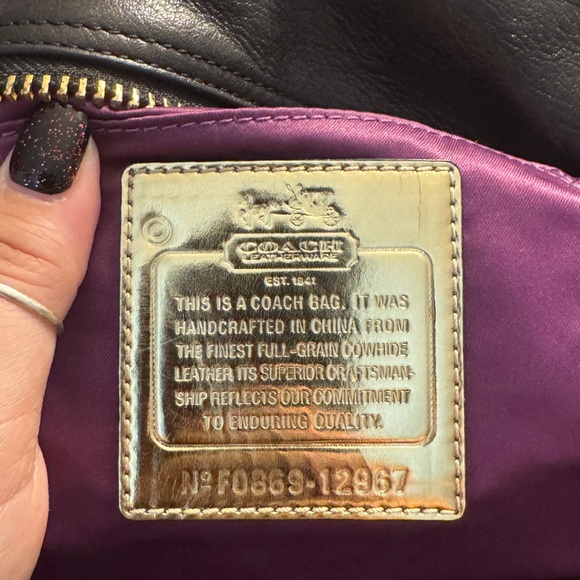 COACH
LEATHERWARE
EST. 1941
THIS IS A COACH BAG. IT WAS
HANDCRAFTED IN CHINA FROM
THE FINEST FULL-GRAIN COWHIDE
LEATHER. ITS SUPERIOR CRAFTSMAN-
SHIP REFLECTS OUR COMMITMENT
TO ENDURING QUALITY.
Nº F0869-12967